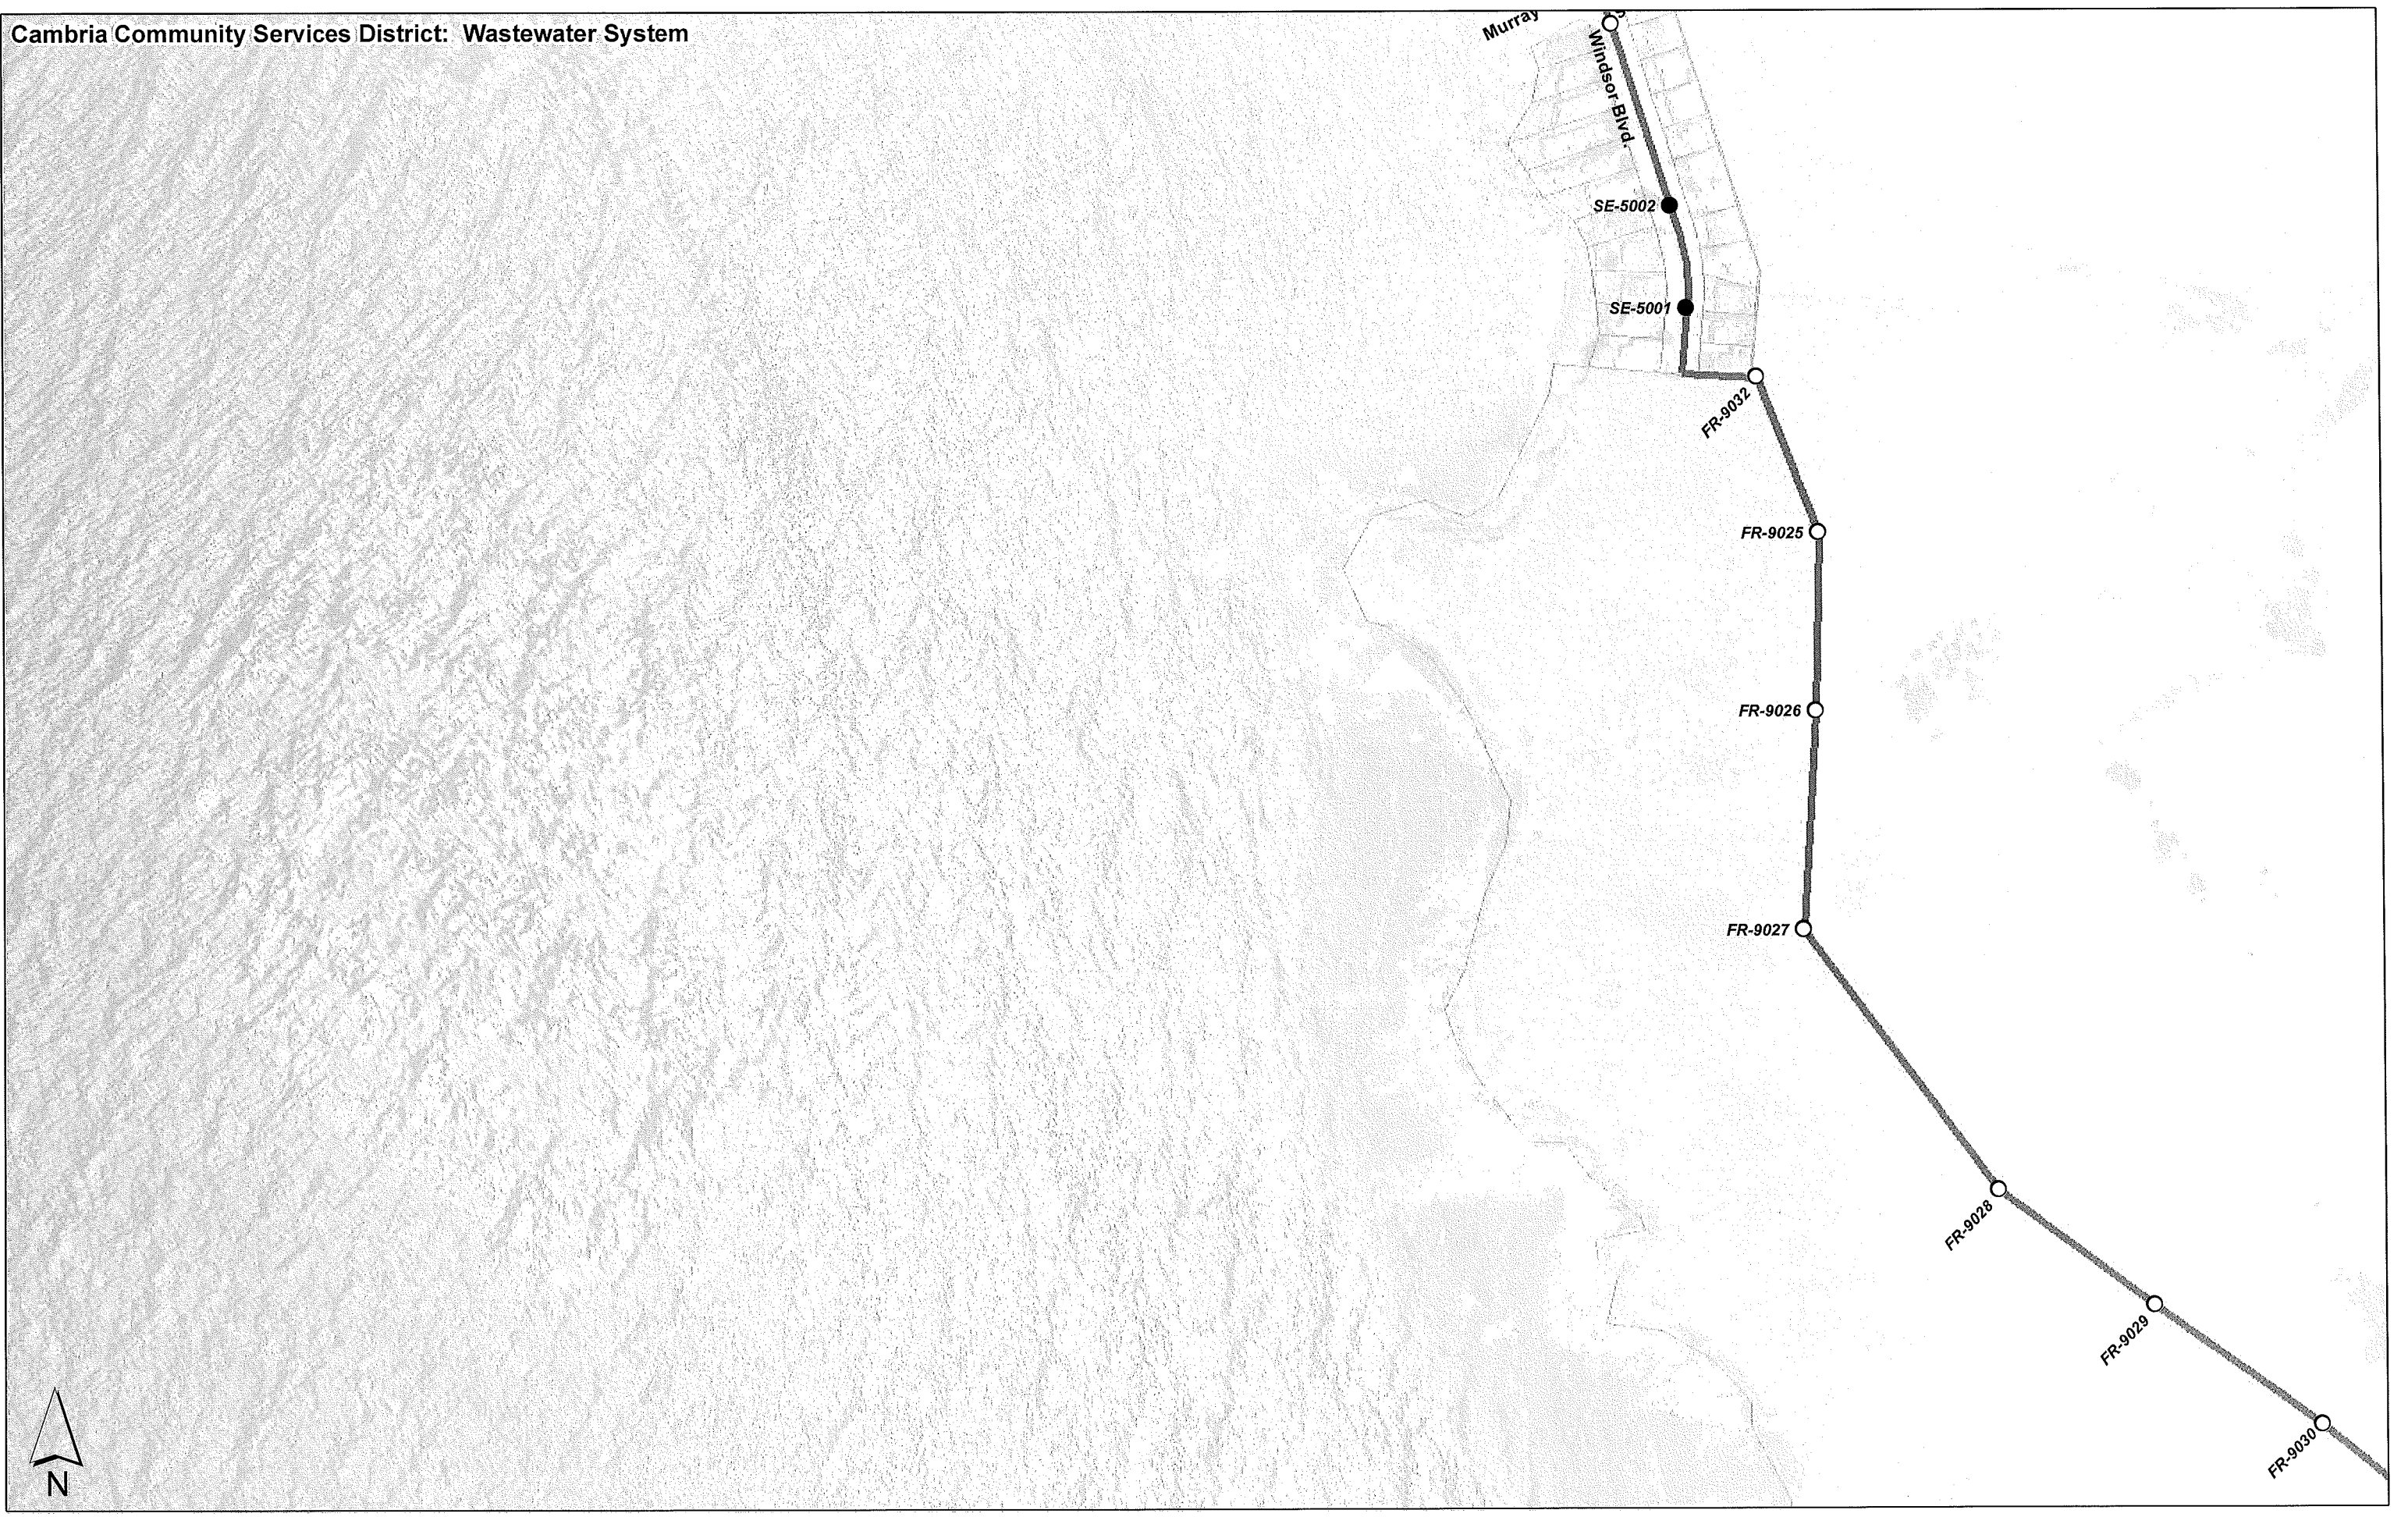 Cambria Community Services District: Wastewater System
Murray
Windsor Blvd.
SE-5002
SE-5001
FR-9032
FR-9025
FR-9026
FR-9027
FR-9028
FR-9029
FR-9030
N